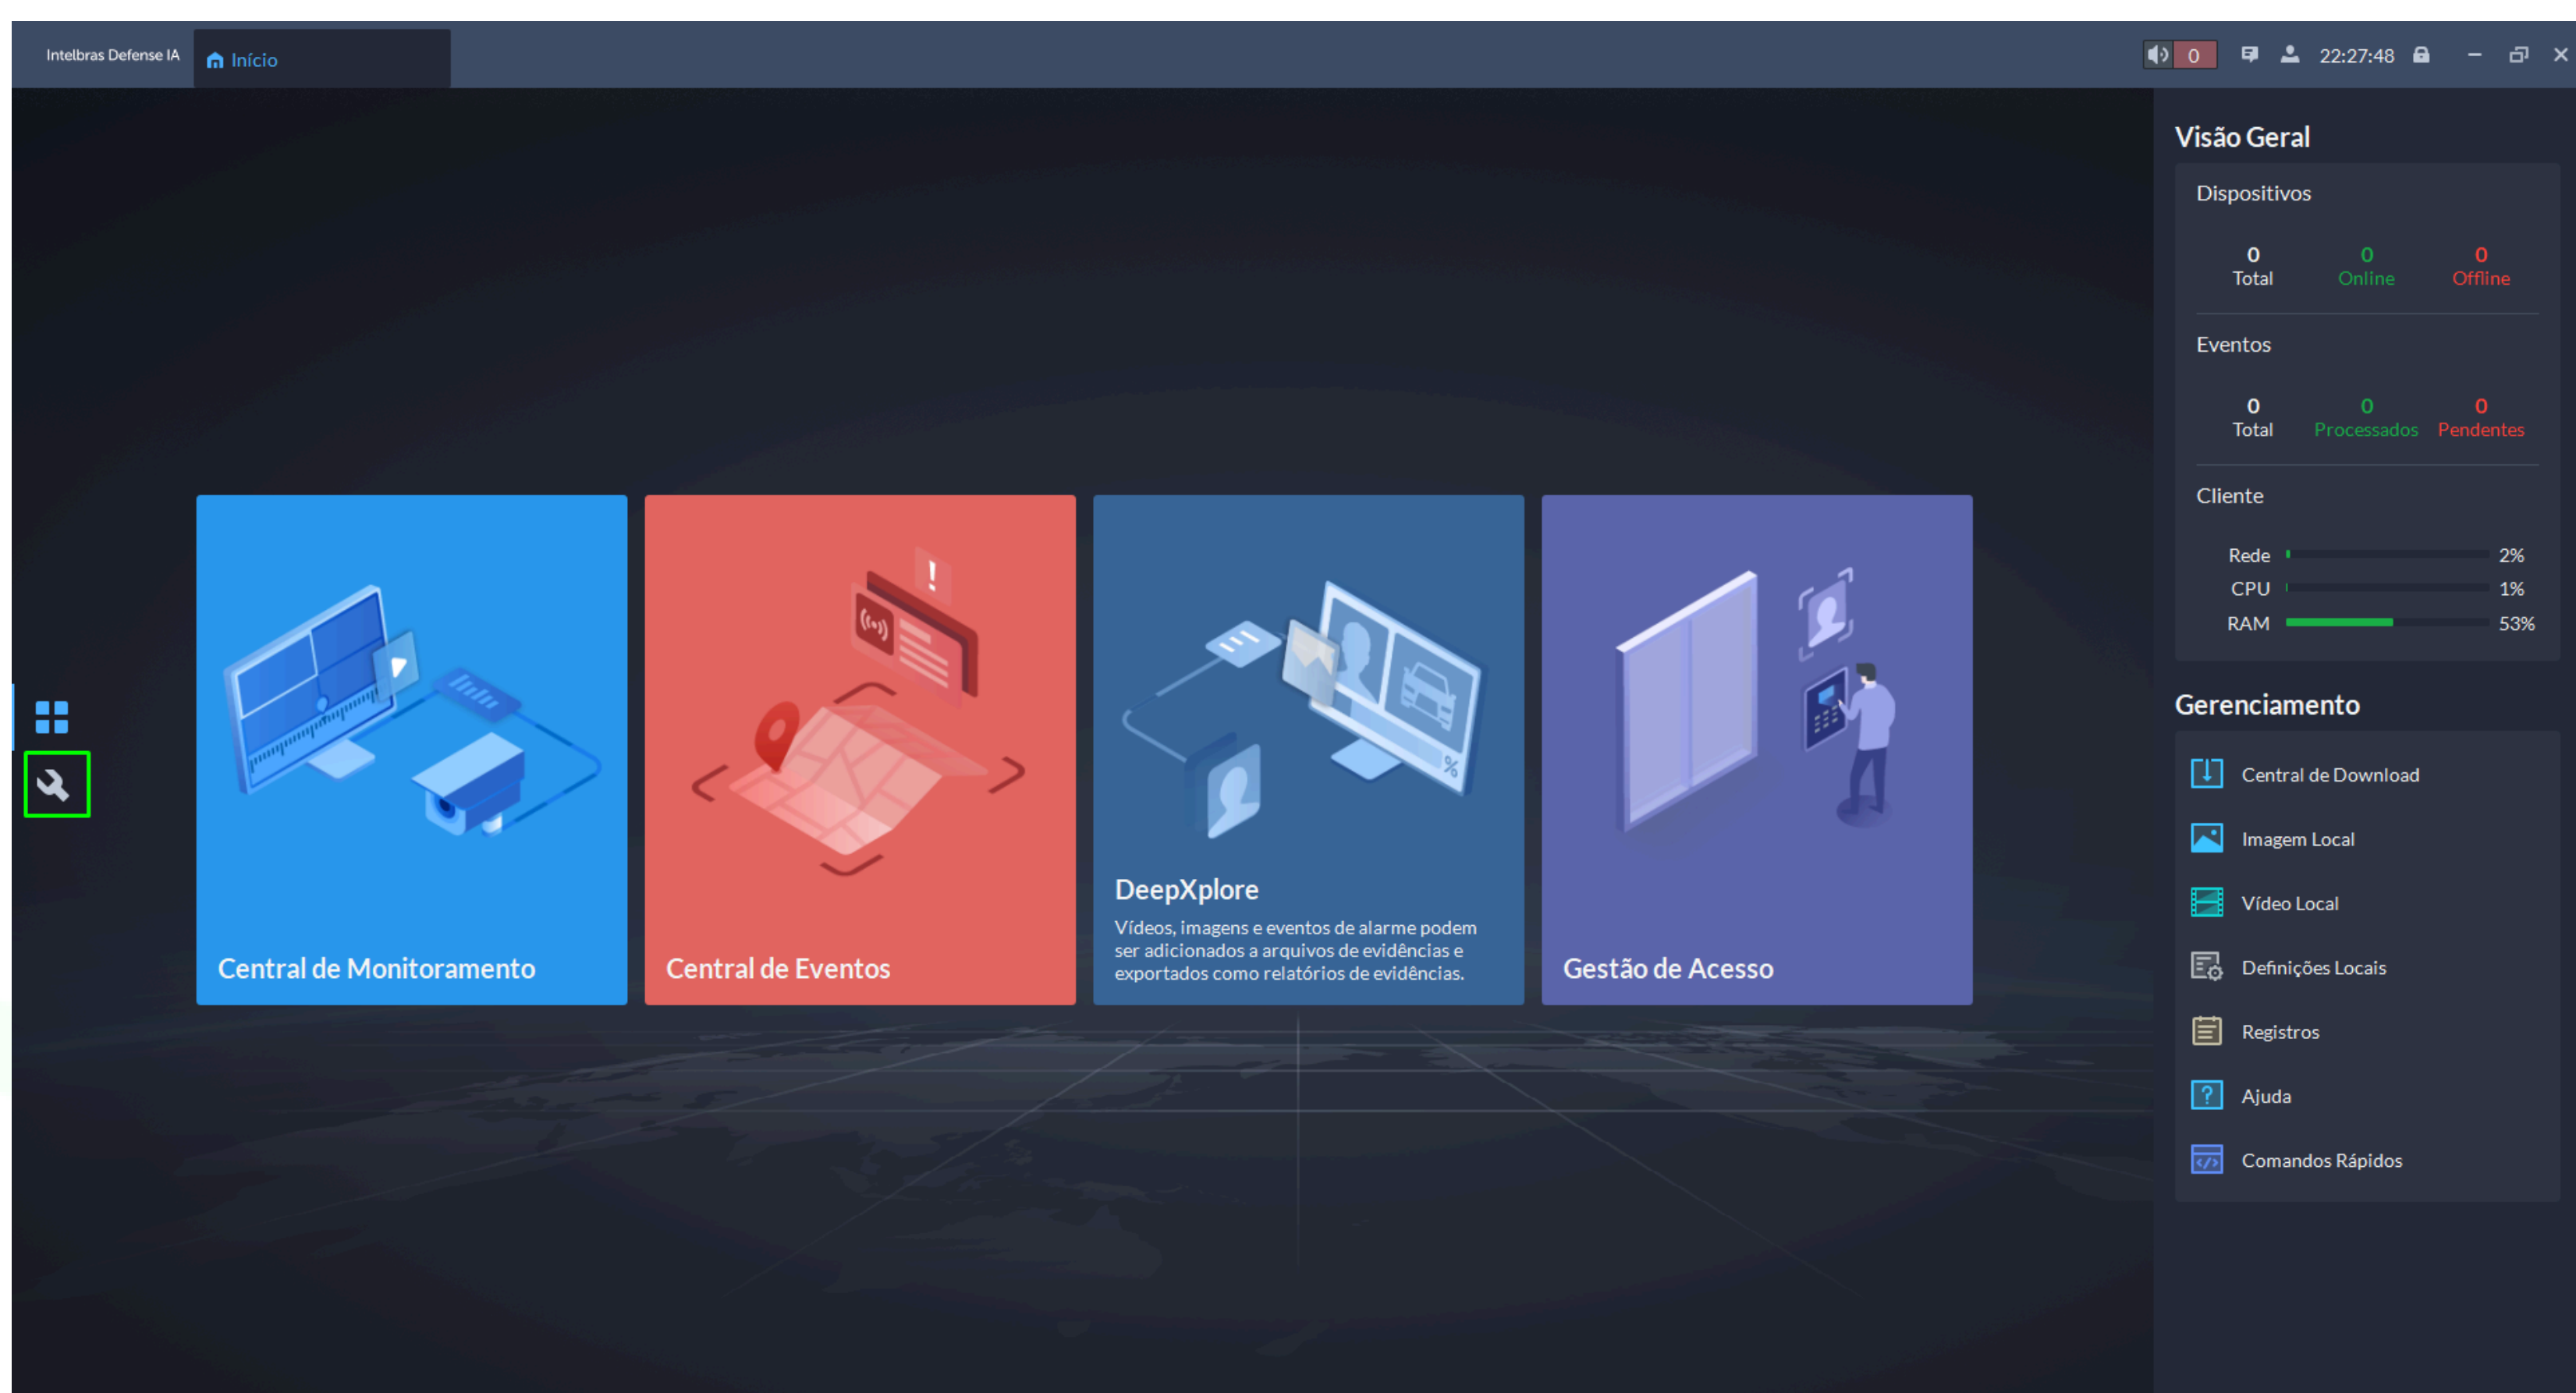 Intelbras Defense IA
Início
0
22:27:48
Visão Geral
Dispositivos
0 0 0
Total Online Offline
Eventos
0 0 0
Total Processados Pendentes
Cliente
Rede 2%
CPU 1%
RAM 53%
!
%
Central de Monitoramento
Central de Eventos
DeepXplore
Vídeos, imagens e eventos de alarme podem
ser adicionados a arquivos de evidências e
exportados como relatórios de evidências.
Gestão de Acesso
Gerenciamento
Central de Download
Imagem Local
Vídeo Local
Definições Locais
Registros
?
Ajuda
</>
Comandos Rápidos